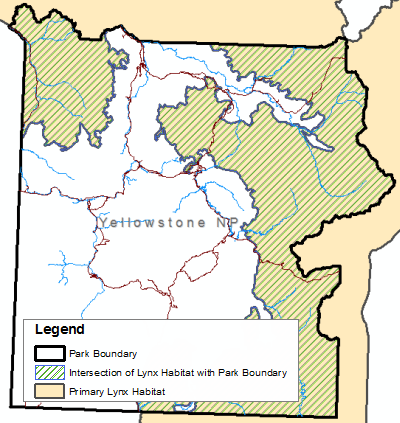 Yellowstone NP
Legend
Park Boundary
Intersection of Lynx Habitat with Park Boundary
Primary Lynx Habitat